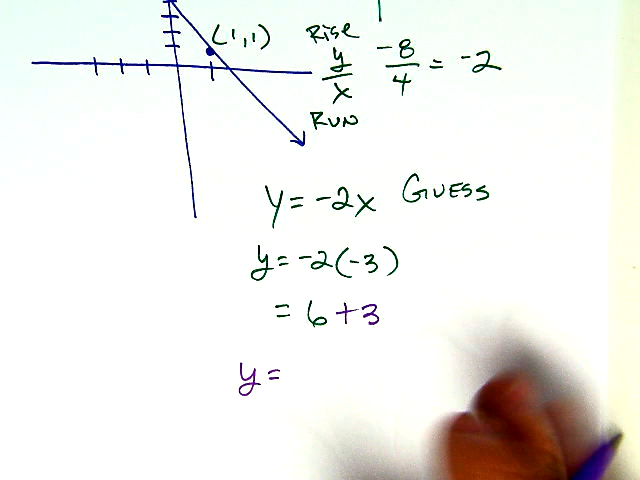 (1,1)
Rise
y/x -8/4 = -2
RUN
y = -2x GUESS
y = -2(-3)
= 6 + 3
y =